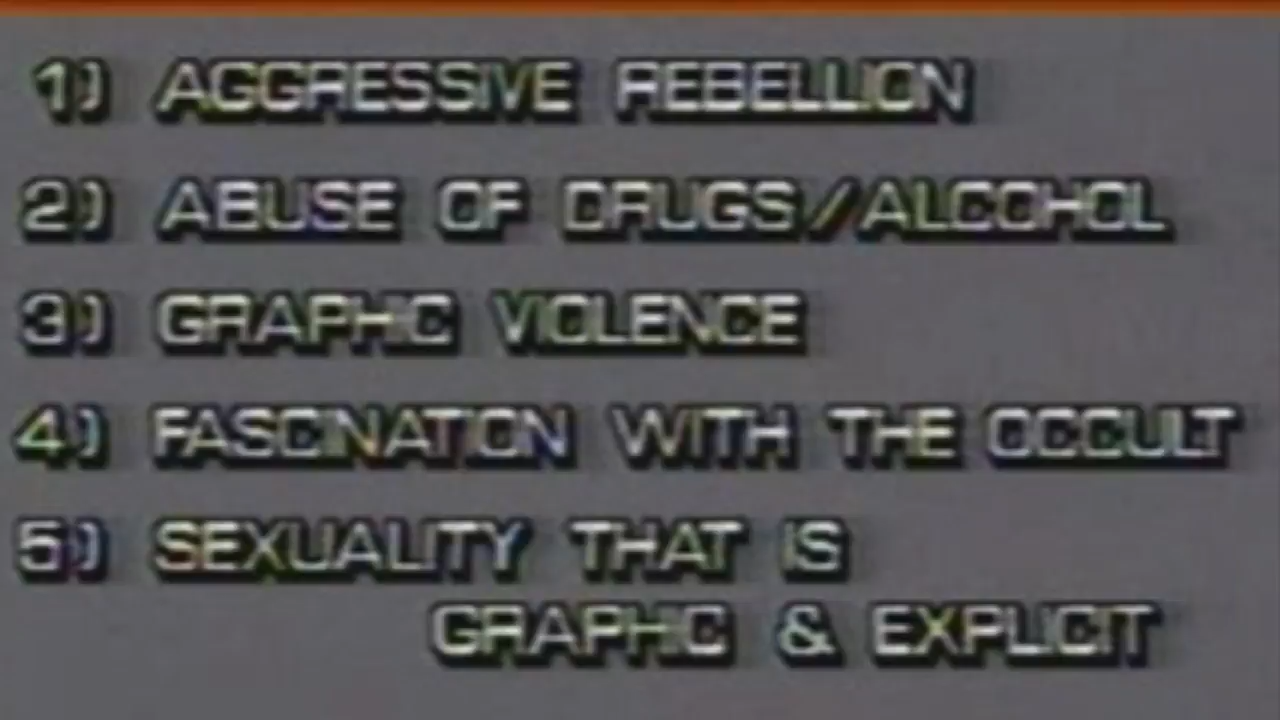 1) AGGRESSIVE REBELLION
2) ABUSE OF DRUGS/ALCOHOL
3) GRAPHIC VIOLENCE
4) FASCINATION WITH THE OCCULT
5) SEXUALITY THAT IS
GRAPHIC & EXPLICIT